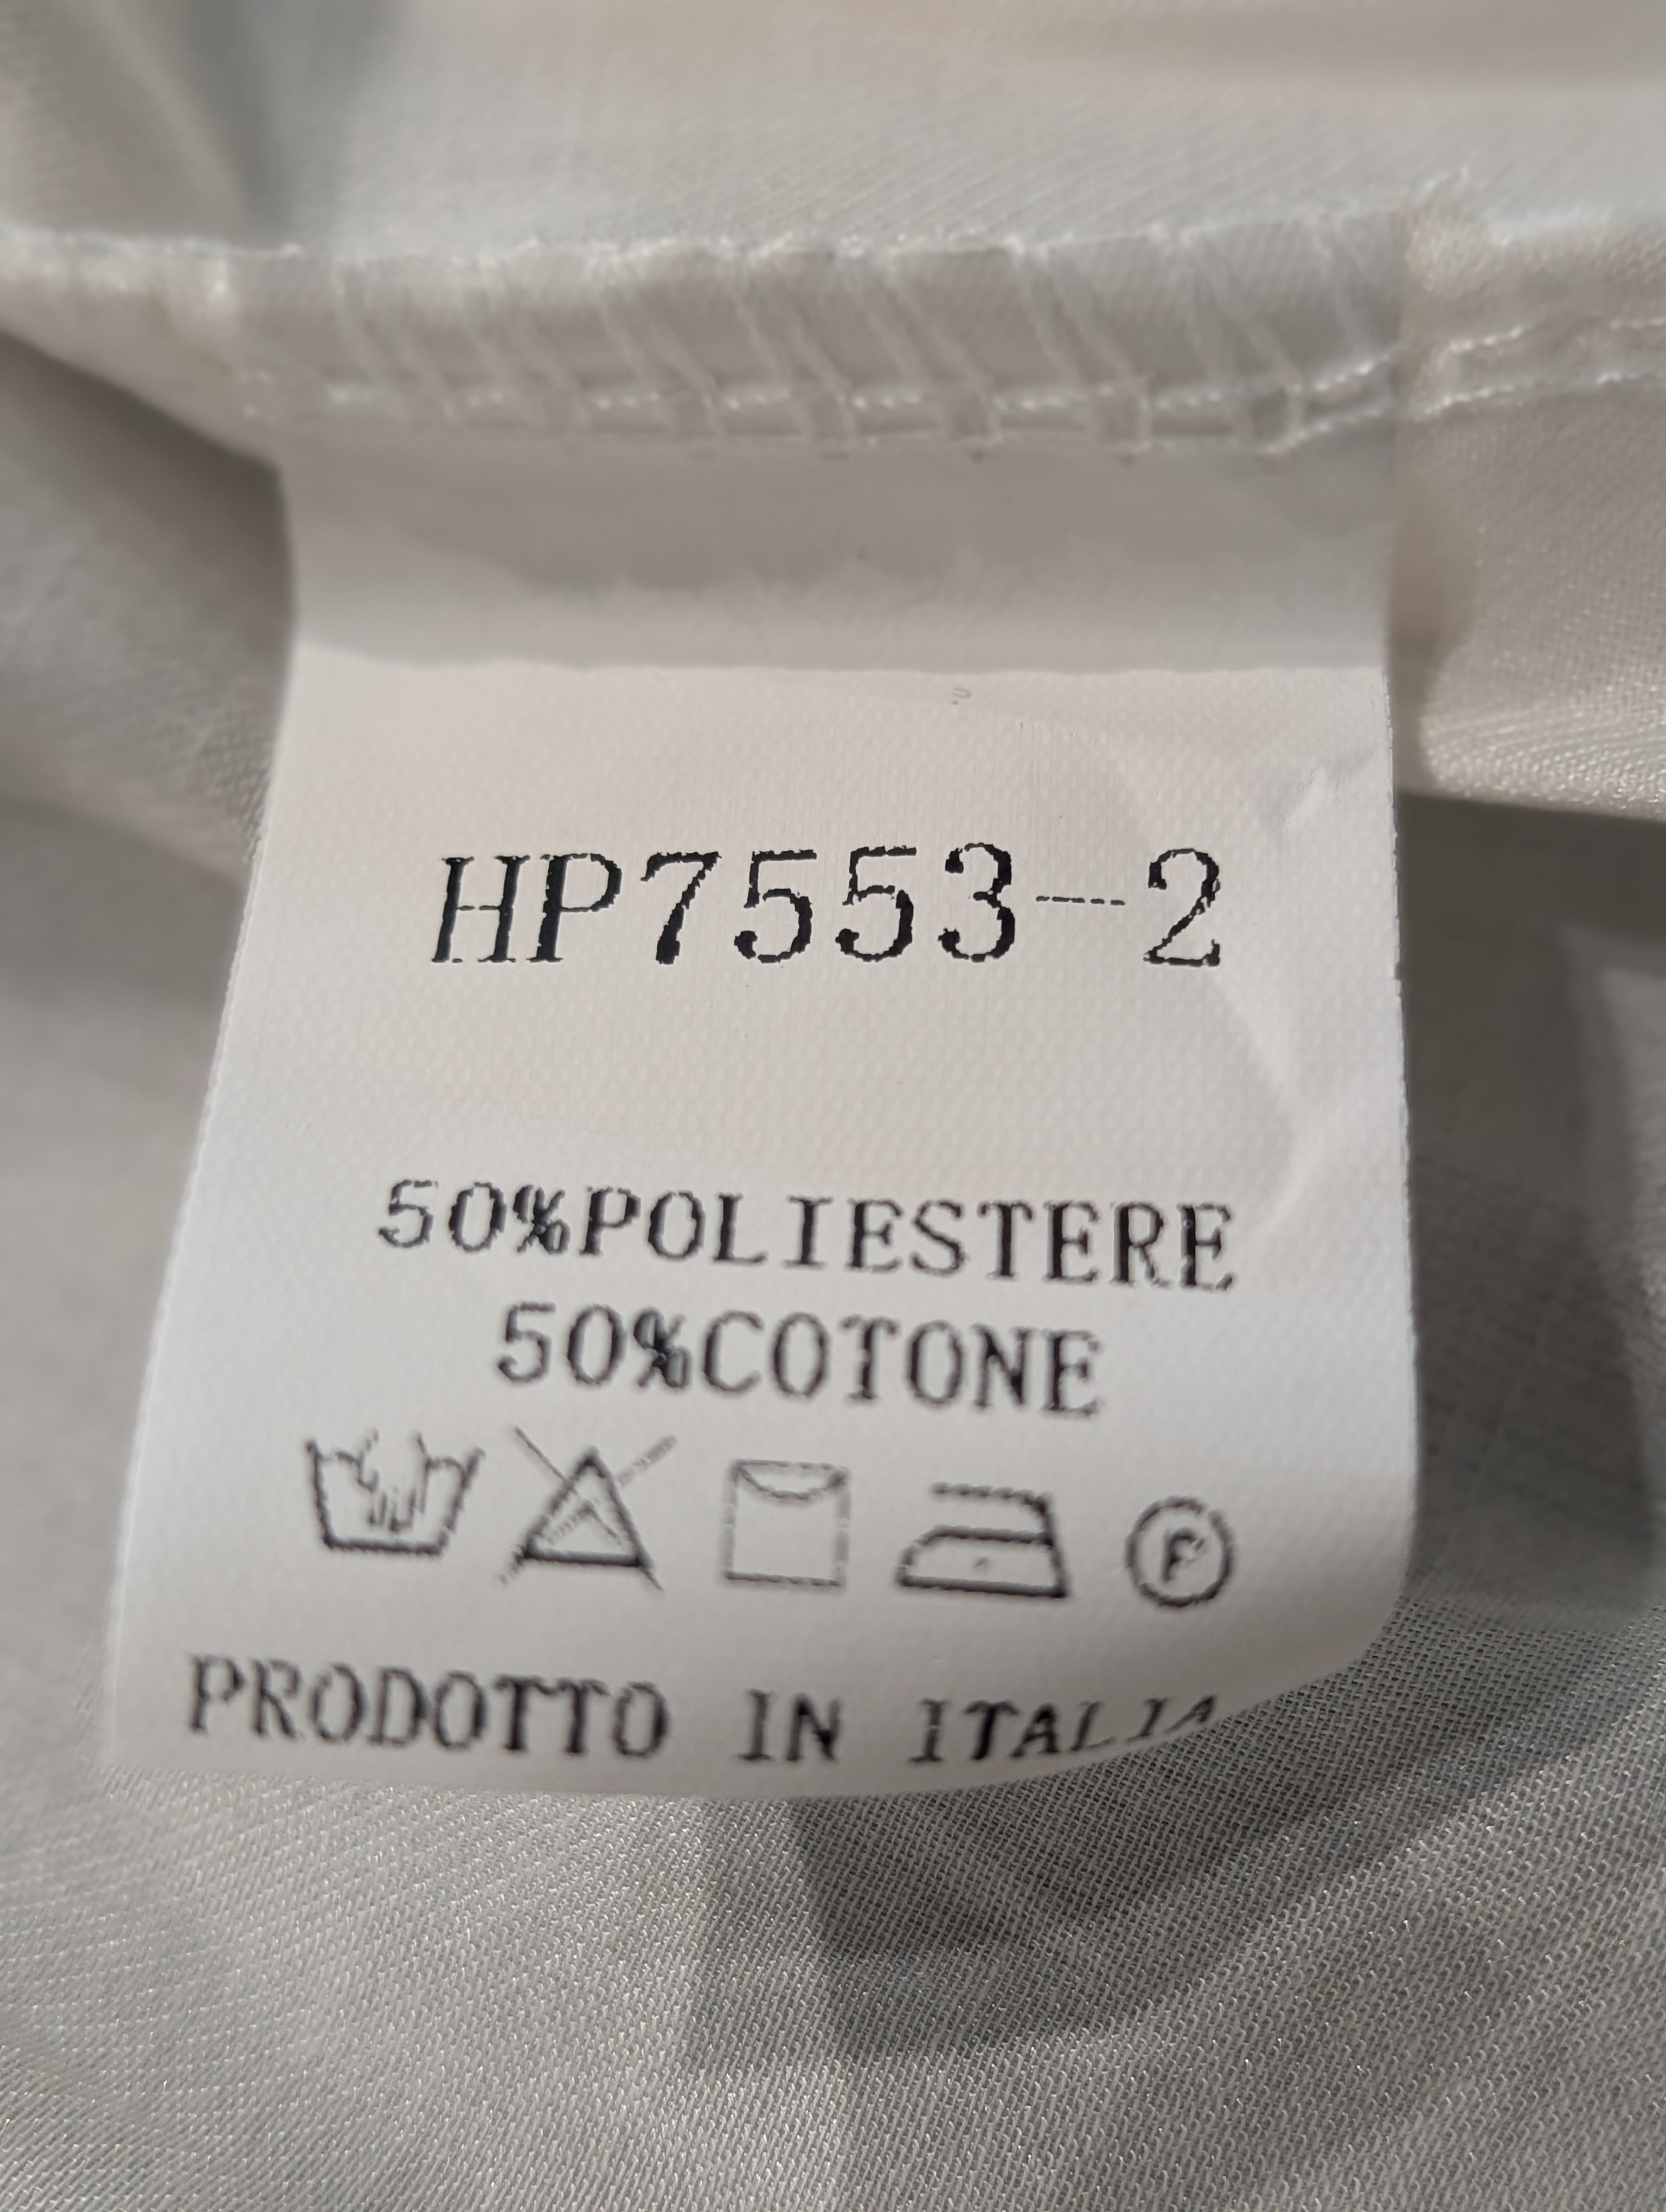 HP7553-2
50%POLIESTERE
50%COTONE
F
PRODOTTO IN ITALIA